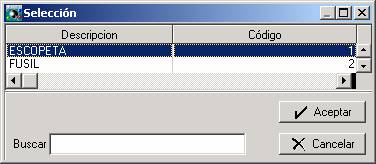 Selección
Descripcion Código
ESCOPETA 1
FUSIL 2
Aceptar
Buscar Cancelar